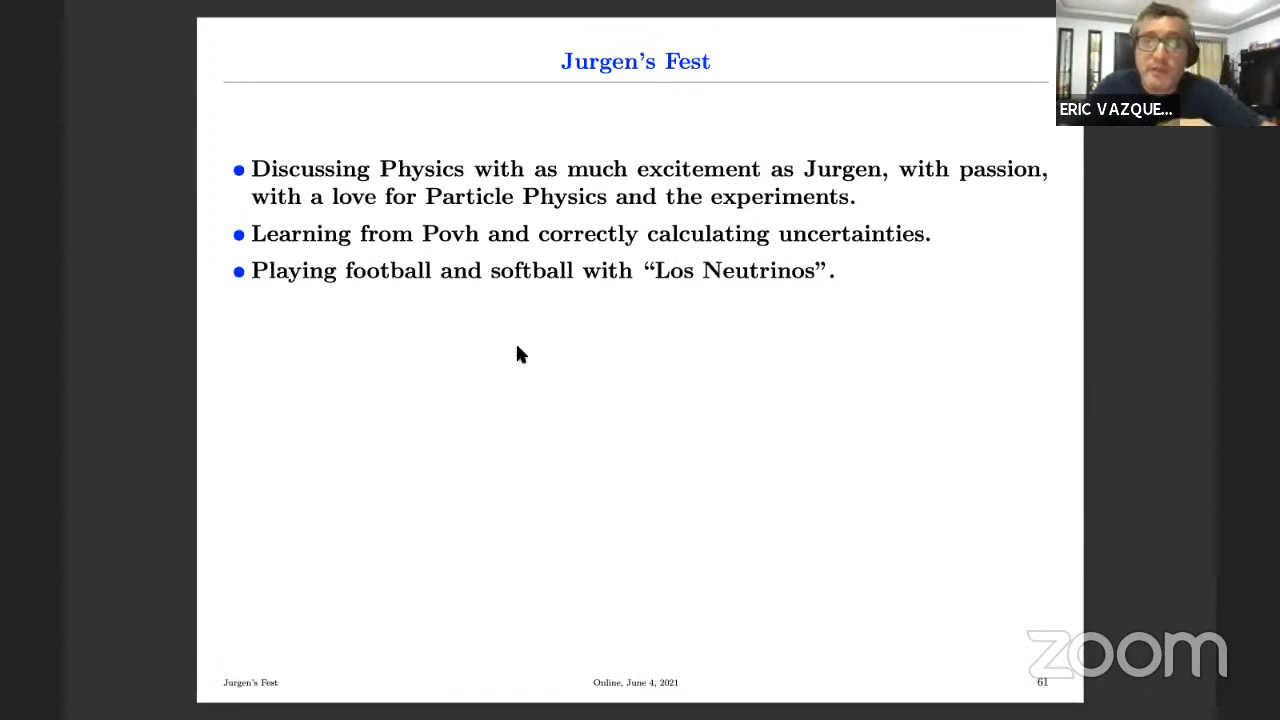 Jurgen's Fest
ERIC VAZQUE...
• Discussing Physics with as much excitement as Jurgen, with passion,
with a love for Particle Physics and the experiments.
• Learning from Povh and correctly calculating uncertainties.
• Playing football and softball with “Los Neutrinos”.
Jurgen's Fest
Online, June 4, 2021
61
zoom